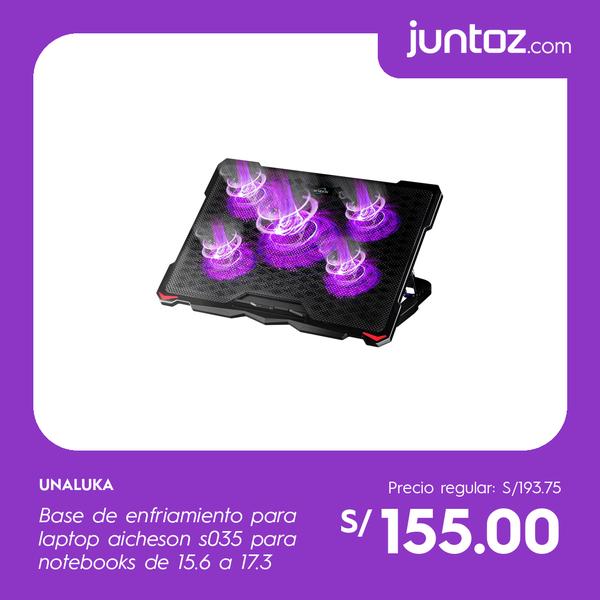 juntoz.com
UNALUKA
Base de enfriamiento para
laptop aicheson s035 para
notebooks de 15.6 a 17.3
Precio regular: S/193.75
S/155.00